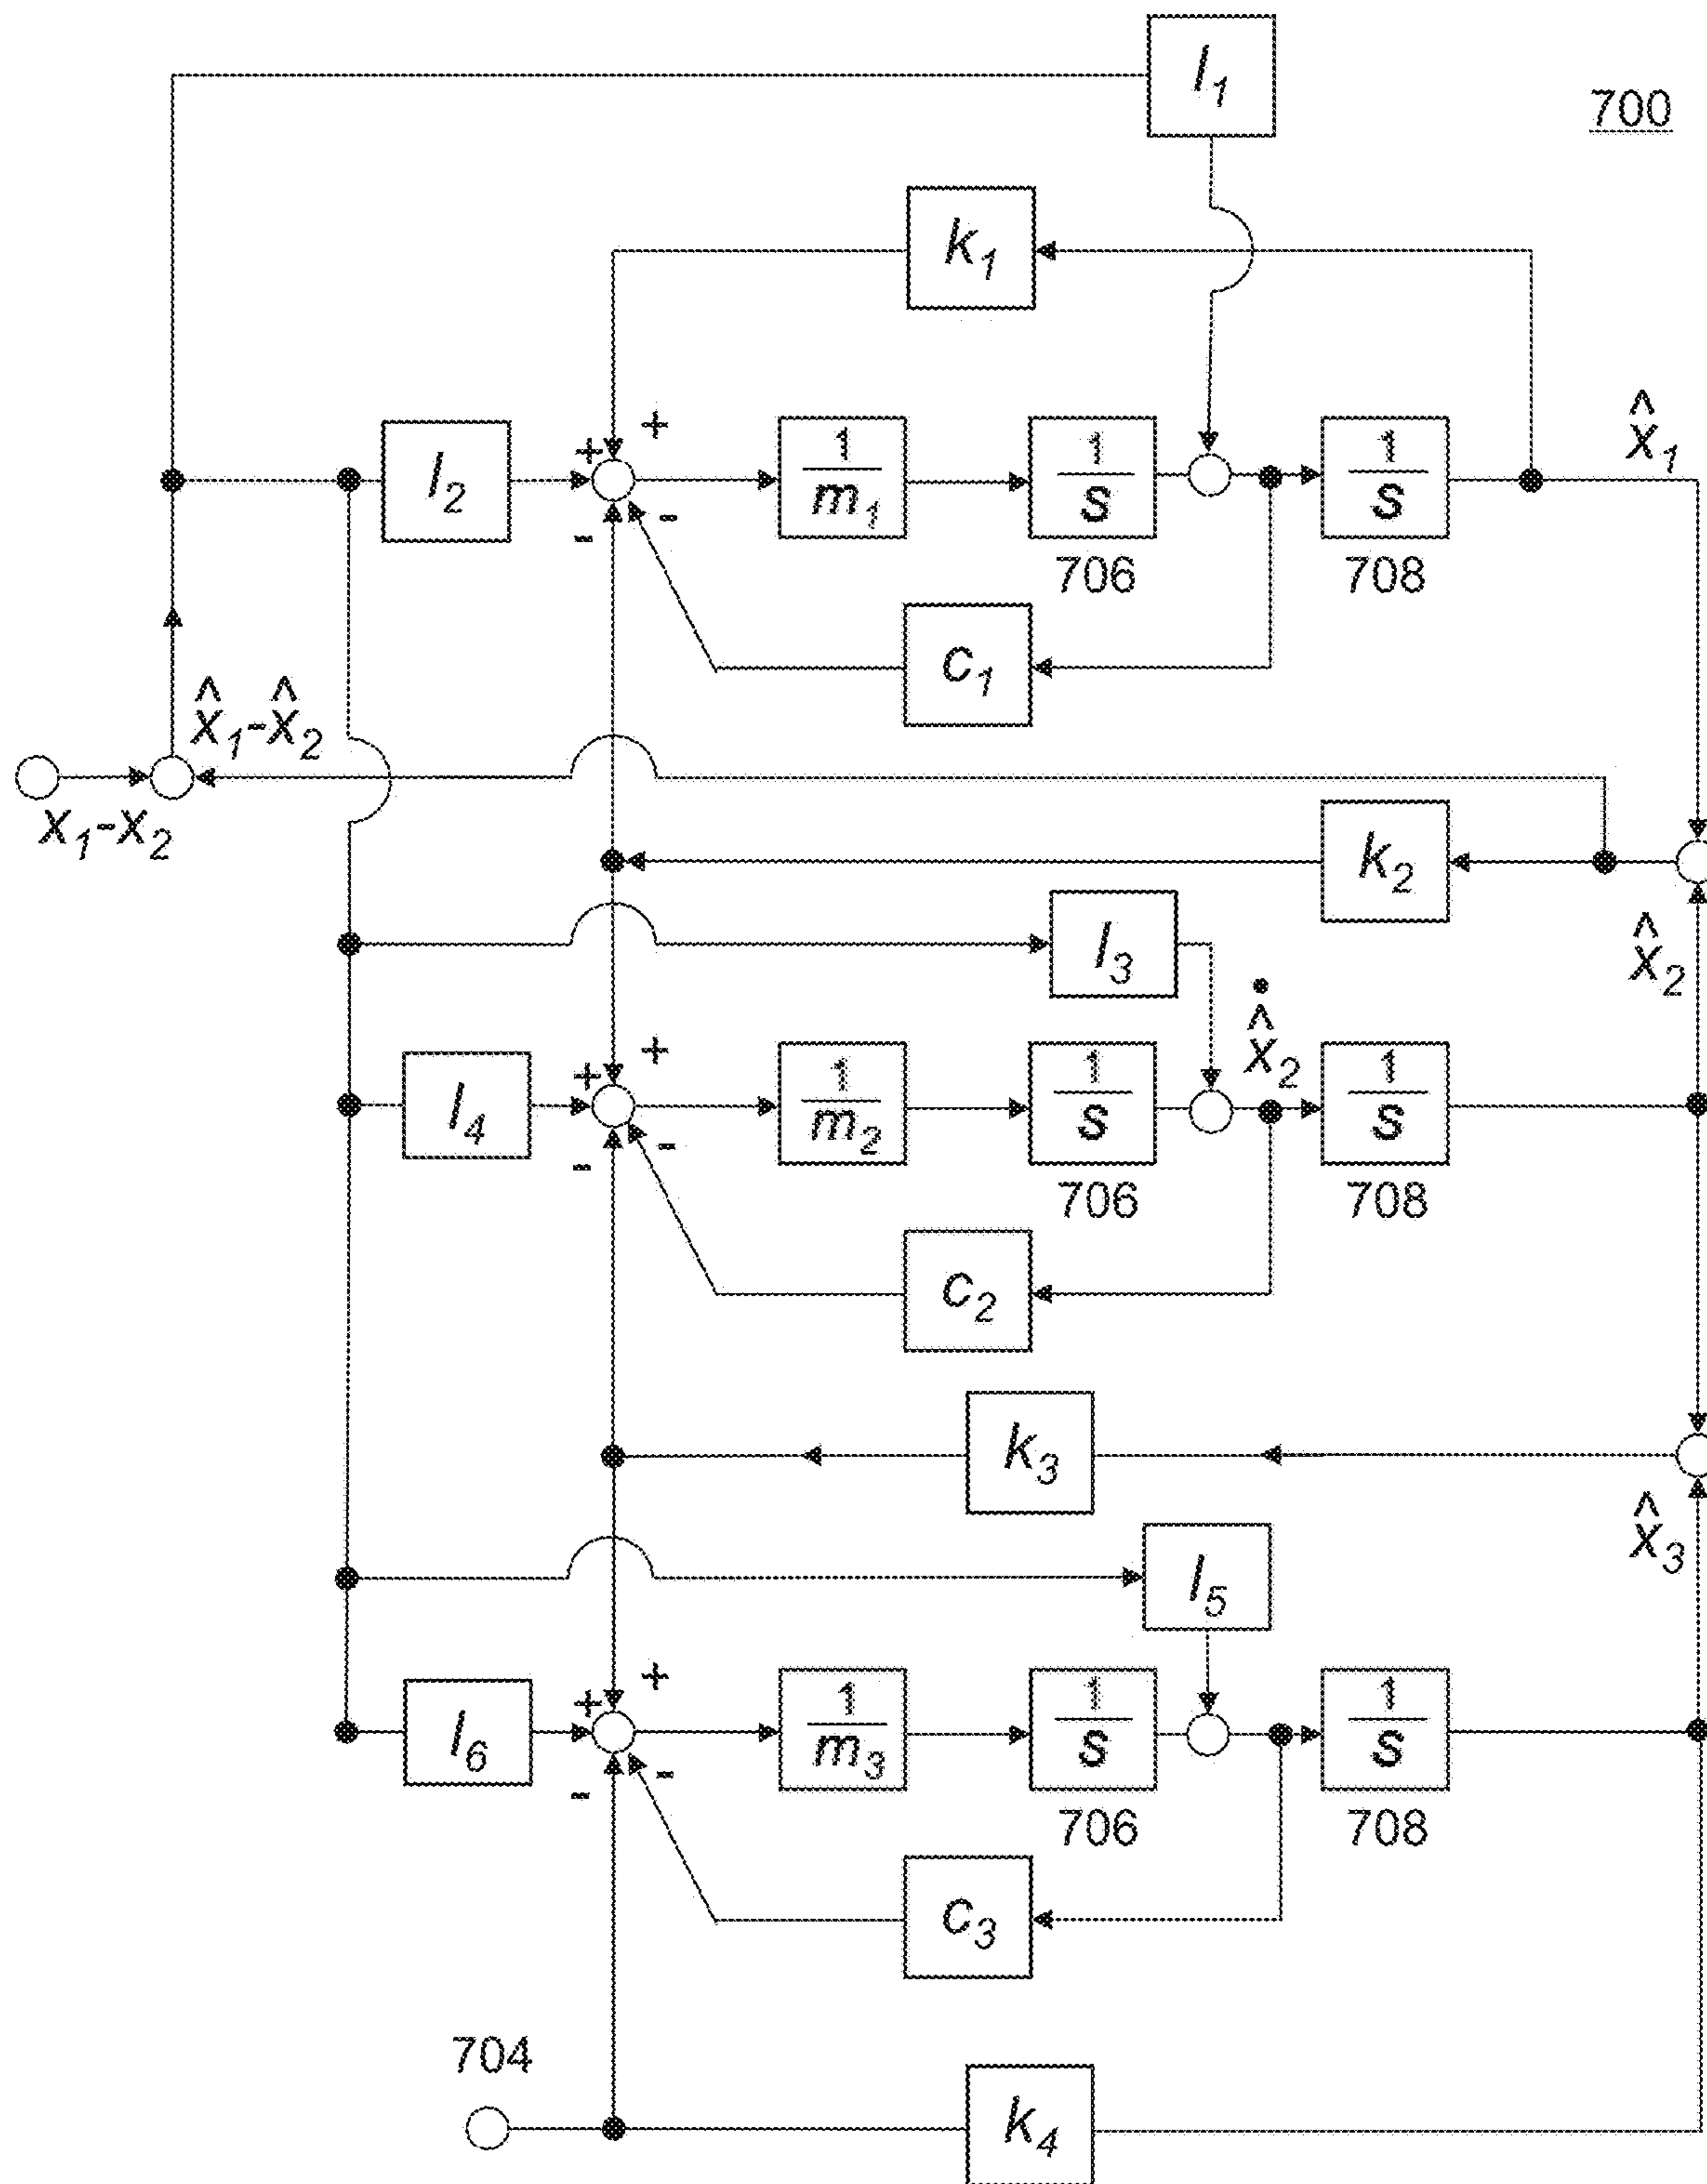 l₁
700
k₁
x̂₁
+
+
l₂
1/m₁
1/s
1/s
-
-
706
708
c₁
x̂₁-x̂₂
x₁-x₂
k₂
l₃
x̂₂
ẋ̂₂
+
+
l₄
1/m₂
1/s
1/s
-
-
706
708
c₂
k₃
x̂₃
l₅
+
+
l₆
1/m₃
1/s
1/s
-
-
706
708
c₃
704
k₄